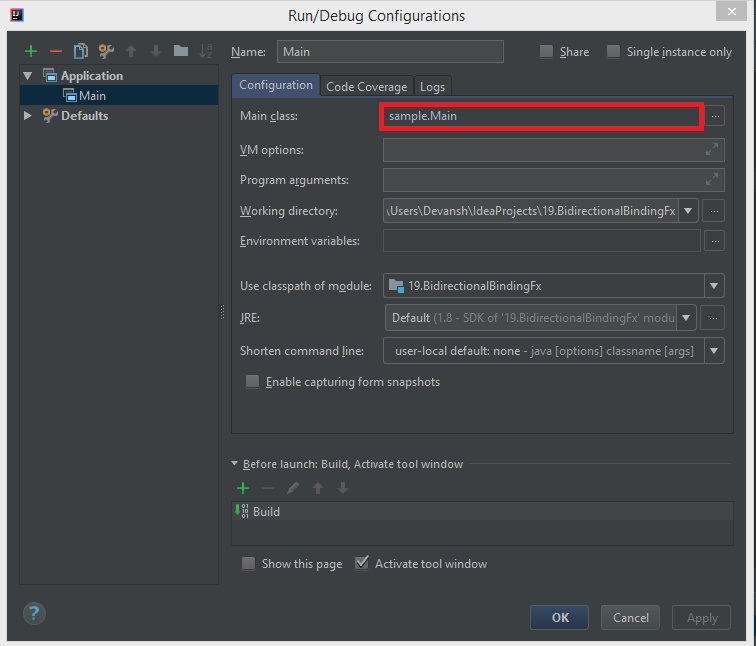 Run/Debug Configurations
Name: Main Share Single instance only
Application
Main
Defaults
Configuration Code Coverage Logs
Main class: sample.Main ...
VM options:
Program arguments:
Working directory: \Users\Devansh\IdeaProjects\19.BidirectionalBindingFx ...
Environment variables: ...
Use classpath of module: 19.BidirectionalBindingFx
JRE: Default (1.8 - SDK of '19.BidirectionalBindingFx' modu ...
Shorten command line: user-local default: none - java [options] classname [args]
Enable capturing form snapshots
Before launch: Build, Activate tool window
Build
Show this page Activate tool window
? OK Cancel Apply